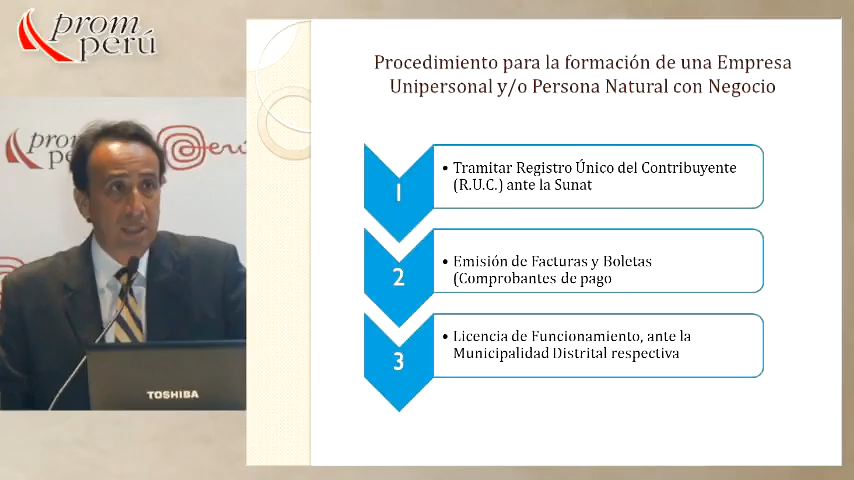 prom
perú
Procedimiento para la formación de una Empresa
Unipersonal y/o Persona Natural con Negocio
1
• Tramitar Registro Único del Contribuyente
(R.U.C.) ante la Sunat
2
• Emisión de Facturas y Boletas
(Comprobantes de pago
3
• Licencia de Funcionamiento, ante la
Municipalidad Distrital respectiva
prom
pe
Perú
TOSHIBA